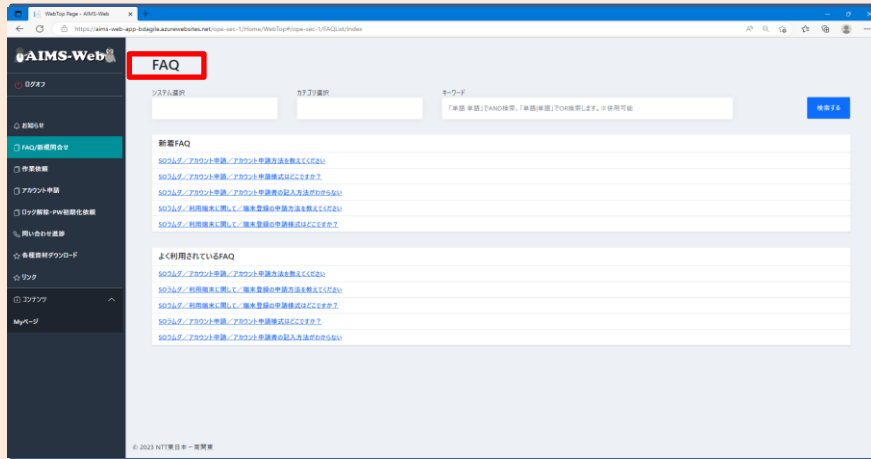 WebTop Page - AIMS-Web
https://aims-web-app-bdagile.azurewebsites.net/ope-sec-1/Home/WebTop#/ope-sec-1/FAQList/Index
AIMS-Web
ログオフ
お知らせ
FAQ/新規問合せ
作業依頼
アカウント申請
ロック解除・PW初期化依頼
問い合わせ進捗
各種資材ダウンロード
リンク
コンテンツ
Myページ
FAQ
システム選択
カテゴリ選択
キーワード
「単語 単語」でAND検索、「単語|単語」でOR検索します。※併用可能
検索する
新着FAQ
SOラムダ／アカウント申請／アカウント申請方法を教えてください
SOラムダ／アカウント申請／アカウント申請様式はどこですか？
SOラムダ／アカウント申請／アカウント申請書の記入方法がわからない
SOラムダ／利用端末に関して／端末登録の申請方法を教えてください
SOラムダ／利用端末に関して／端末登録の申請様式はどこですか？
よく利用されているFAQ
SOラムダ／アカウント申請／アカウント申請方法を教えてください
SOラムダ／利用端末に関して／端末登録の申請方法を教えてください
SOラムダ／利用端末に関して／端末登録の申請様式はどこですか？
SOラムダ／アカウント申請／アカウント申請様式はどこですか？
SOラムダ／アカウント申請／アカウント申請書の記入方法がわからない
© 2023 NTT東日本－南関東